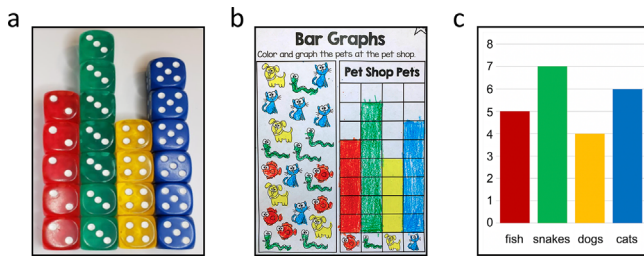 a
b
c
Bar Graphs
Color and graph the pets at the pet shop.
Pet Shop Pets
8
7
6
5
4
3
2
1
0
fish snakes dogs cats